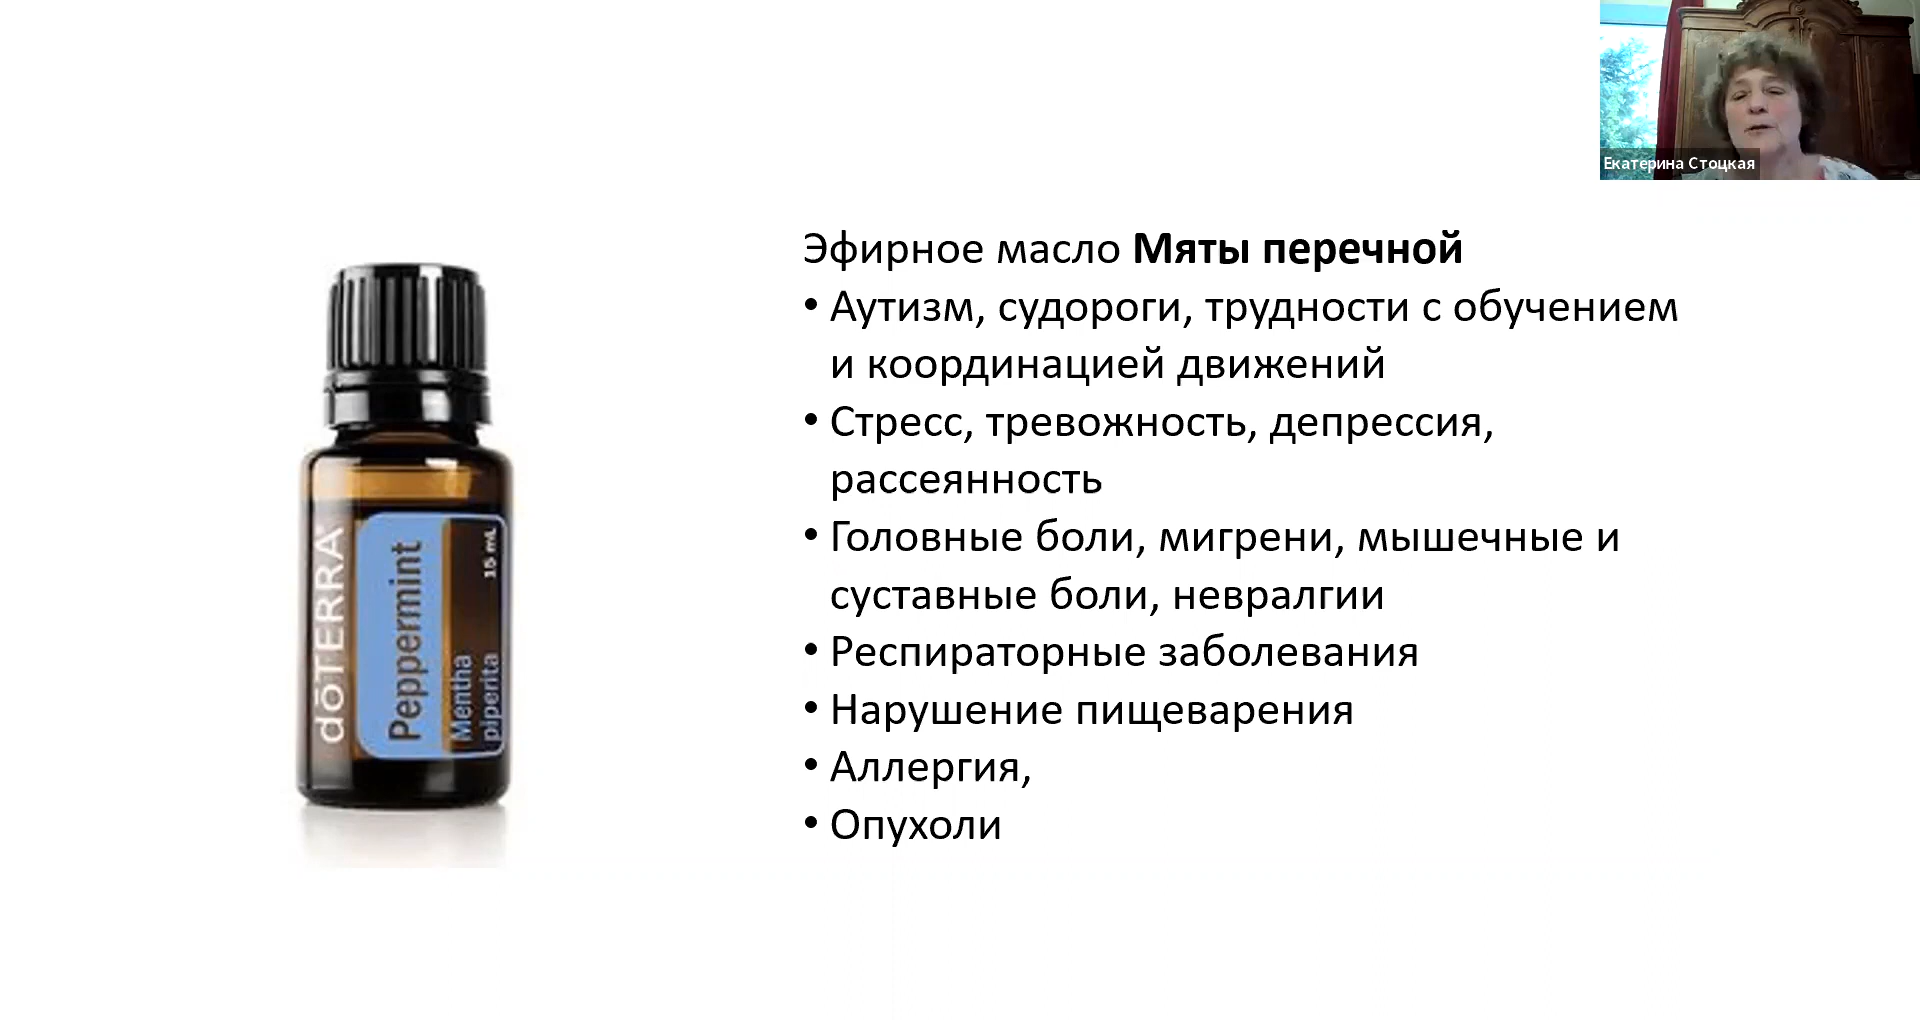 Екатерина Стоцкая
Эфирное масло Мяты перечной
• Аутизм, судороги, трудности с обучением
и координацией движений
• Стресс, тревожность, депрессия,
рассеянность
• Головные боли, мигрени, мышечные и
суставные боли, невралгии
• Респираторные заболевания
• Нарушение пищеварения
• Аллергия,
• Опухоли
dōTERRA
Peppermint
Mentha
piperita
15 mL